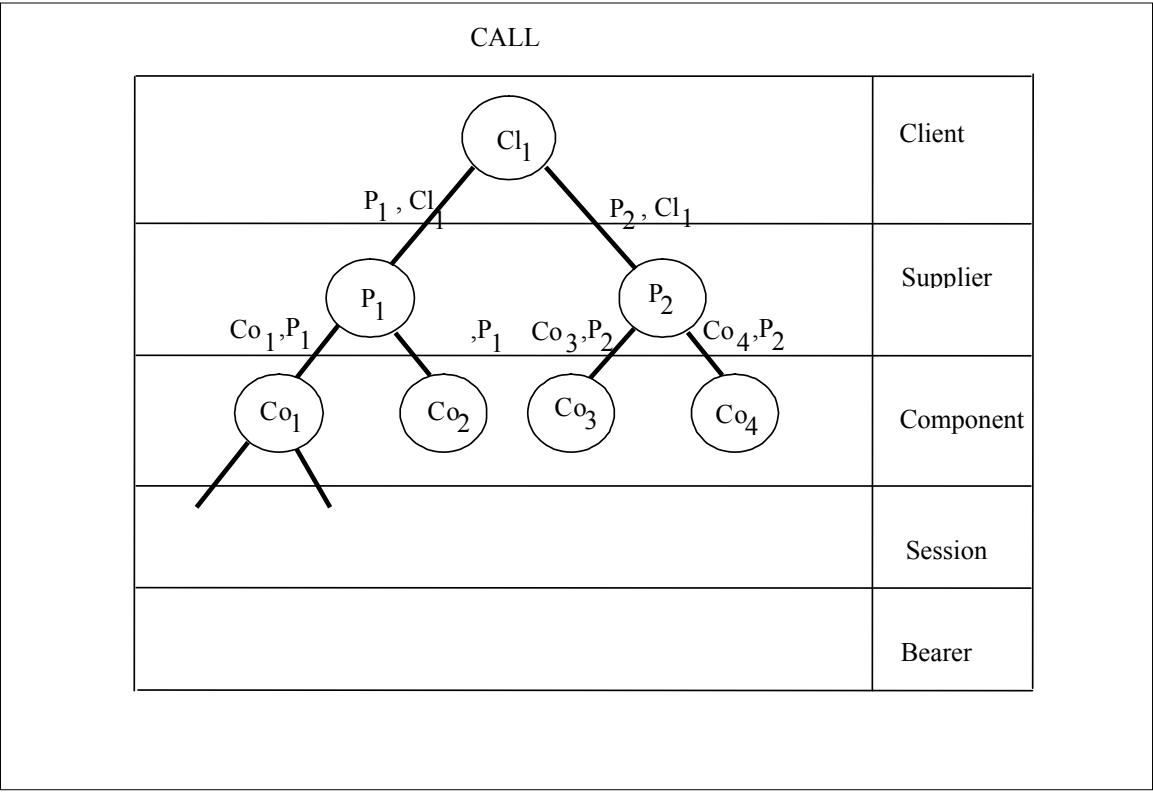 CALL
Cl1
Client
P1 , Cl1
P2 , Cl1
P1
P2
Supplier
Co1 ,P1
,P1
Co3 ,P2
Co4 ,P2
Co1
Co2
Co3
Co4
Component
Session
Bearer